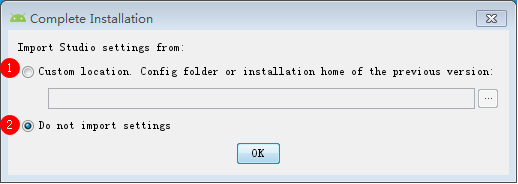 Complete Installation
Import Studio settings from:
1 Custom location. Config folder or installation home of the previous version:
...
2 Do not import settings
OK